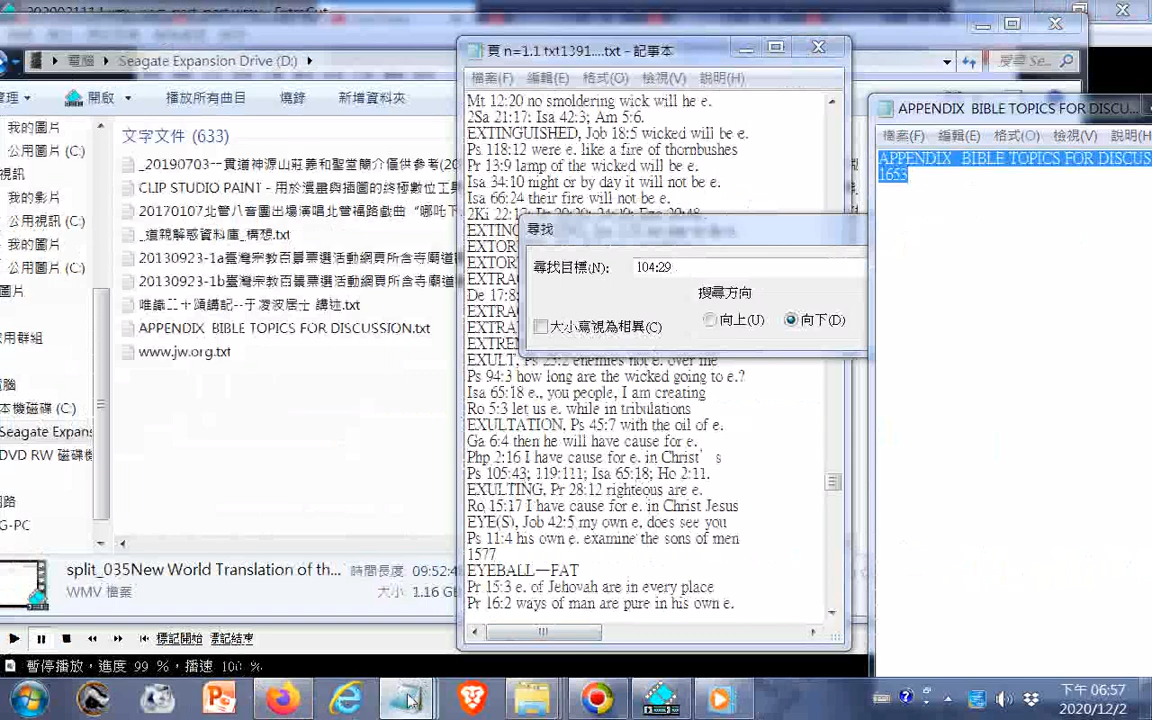 電腦 ▸ Seagate Expansion Drive (D:) ▸
搜尋 Se...
管理
開啟
播放所有曲目
燒錄
新增資料夾
我的圖片
公用圖片 (C:)
視訊
我的影片
公用視訊 (C:)
我的圖片
公用圖片 (C:)
圖片
家用群組
電腦
本機磁碟 (C:)
Seagate Expans
DVD RW 磁碟機
網路
G-PC
文字文件 (633)
_20190703--貫道神源山莊義和聖堂簡介僅供參考(20
CLIP STUDIO PAINT - 用於漫畫與插圖的終極數位工具
20170107北管八音團出場演唱北管福路戲曲“哪吒下
_道親解惑資料庫_構想.txt
20130923-1a臺灣宗教百景票選活動網頁所含寺廟道
20130923-1b臺灣宗教百景票選活動網頁所含寺廟道
唯識二十頌講記--于凌波居士 講述.txt
APPENDIX  BIBLE TOPICS FOR DISCUSSION.txt
www.jw.org.txt
split_035New World Translation of th...
時間長度: 09:52:4
WMV 檔案
大小: 1.16 G
標記開始
標記結束
暫停播放，進度 99 %，播速 100 %.
頁 n=1.1 txt1391....txt - 記事本
檔案(F) 編輯(E) 格式(O) 檢視(V) 說明(H)
Mt 12:20 no smoldering wick will he e.
2Sa 21:17; Isa 42:3; Am 5:6.
EXTINGUISHED, Job 18:5 wicked will be e.
Ps 118:12 were e. like a fire of thornbushes
Pr 13:9 lamp of the wicked will be e.
Isa 34:10 night or by day it will not be e.
Isa 66:24 their fire will not be e.
EXTING
EXTOR
EXTOR
EXTRA
De 17:8;
EXTRA
EXTRA
EXTREM
EXULT, Ps 25:2 enemies not e. over me
Ps 94:3 how long are the wicked going to e.?
Isa 65:18 e., you people, I am creating
Ro 5:3 let us e. while in tribulations
EXULTATION, Ps 45:7 with the oil of e.
Ga 6:4 then he will have cause for e.
Php 2:16 I have cause for e. in Christ’s
Ps 105:43; 119:111; Isa 65:18; Ho 2:11.
EXULTING, Pr 28:12 righteous are e.
Ro 15:17 I have cause for e. in Christ Jesus
EYE(S), Job 42:5 my own e. does see you
Ps 11:4 his own e. examine the sons of men
1577
EYEBALL—FAT
Pr 15:3 e. of Jehovah are in every place
Pr 16:2 ways of man are pure in his own e.
尋找
尋找目標(N):
104:29
搜尋方向
大小寫視為相異(C)
向上(U)
向下(D)
APPENDIX  BIBLE TOPICS FOR DISCU...
檔案(F) 編輯(E) 格式(O) 檢視(V) 說明(H)
APPENDIX  BIBLE TOPICS FOR DISCUS
1653
下午 06:57
2020/12/2